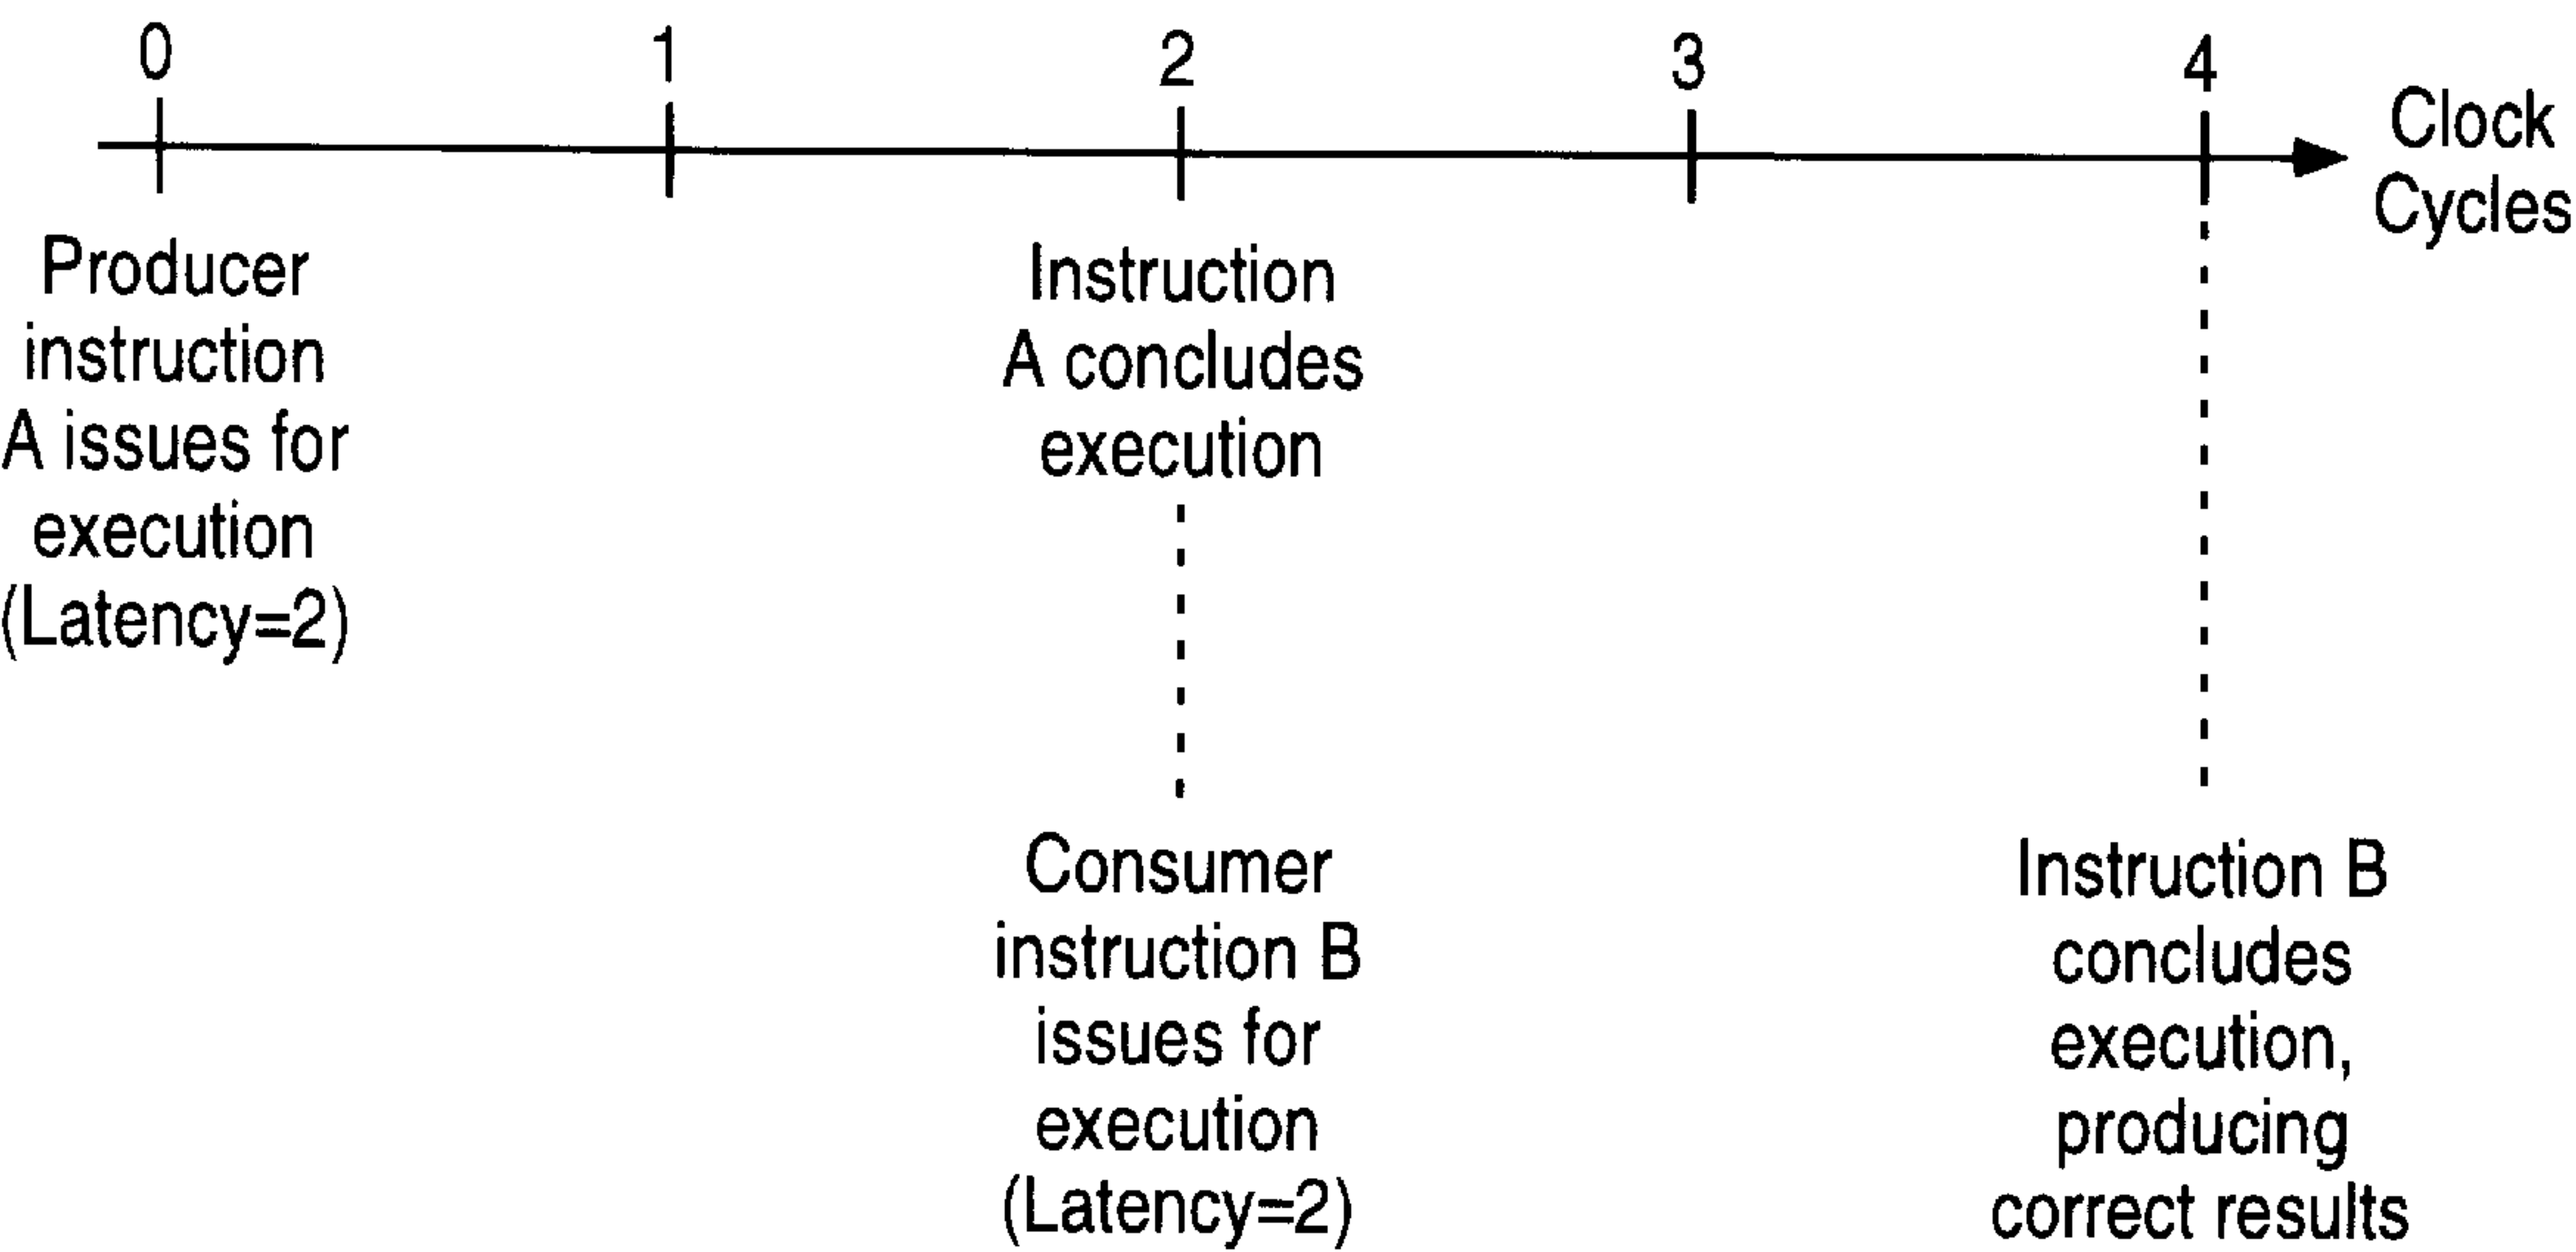 0
1
2
3
4
Clock
Cycles
Producer
instruction
A issues for
execution
(Latency=2)
Instruction
A concludes
execution
Consumer
instruction B
issues for
execution
(Latency=2)
Instruction B
concludes
execution,
producing
correct results